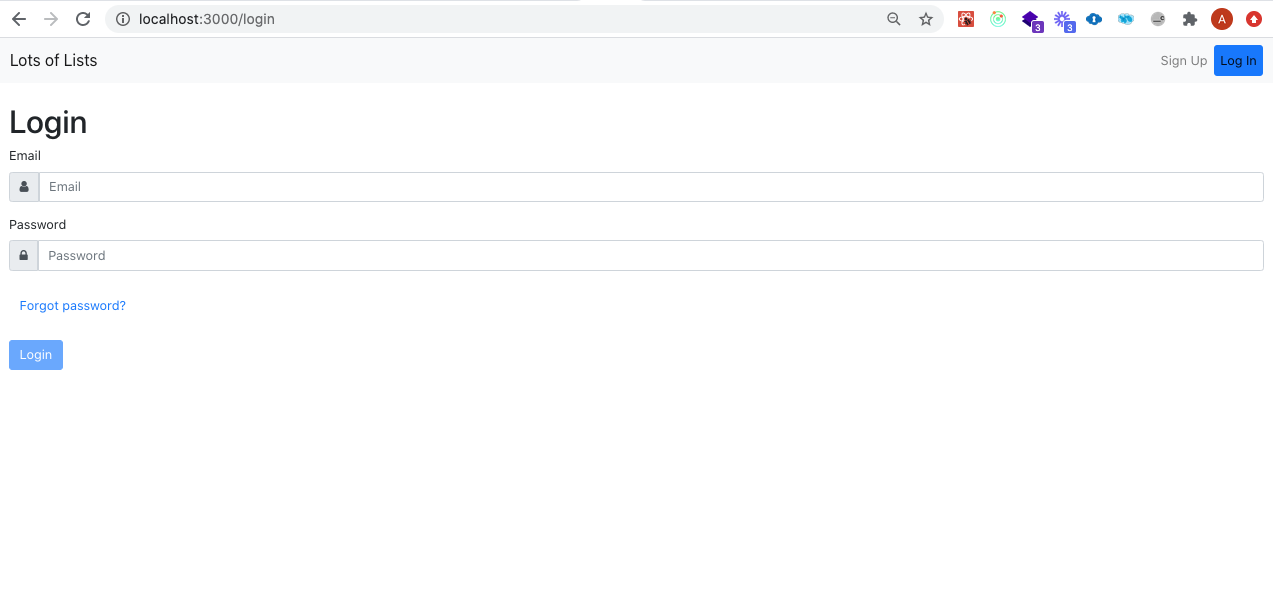 localhost:3000/login
3
3
A
Lots of Lists
Sign Up
Log In
Login
Email
Email
Password
Password
Forgot password?
Login